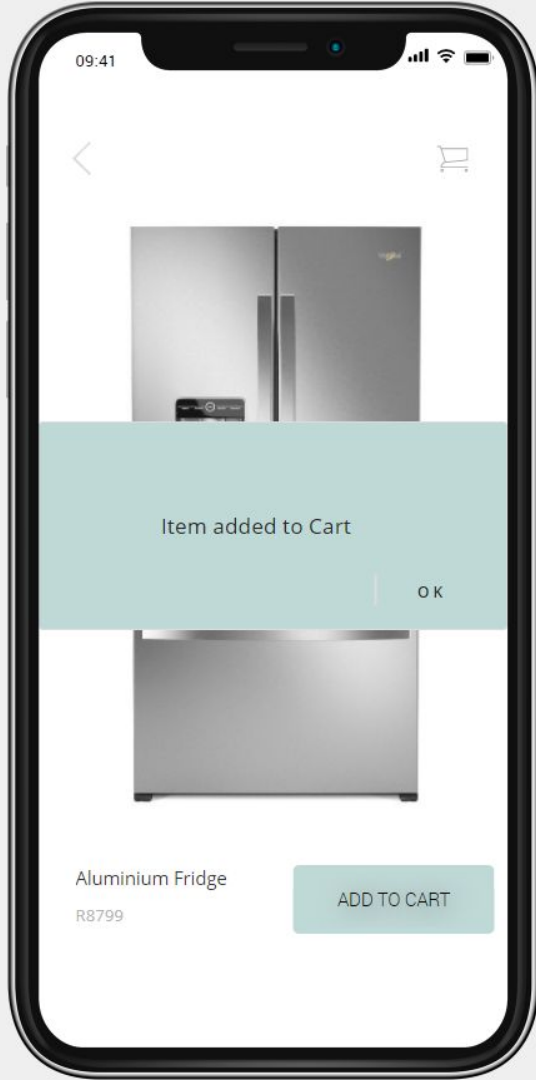 09:41
Item added to Cart
OK
Aluminium Fridge
R8799
ADD TO CART